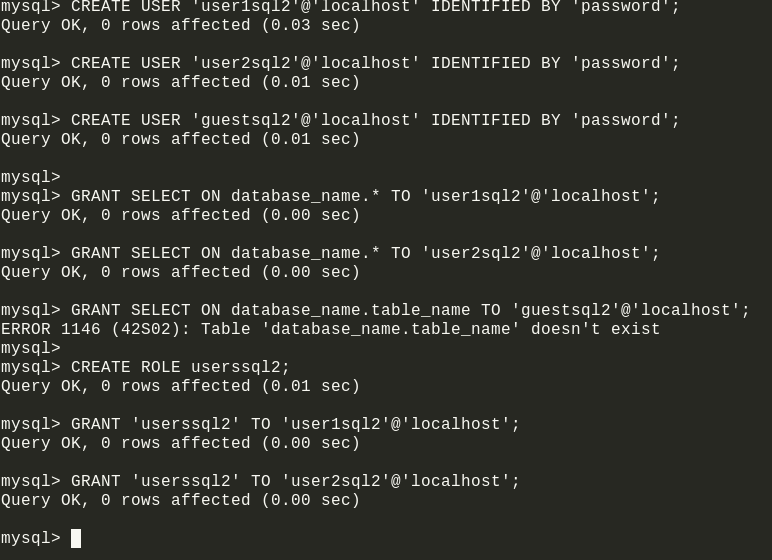 mysql> CREATE USER 'user1sql2'@'localhost' IDENTIFIED BY 'password';
Query OK, 0 rows affected (0.03 sec)
mysql> CREATE USER 'user2sql2'@'localhost' IDENTIFIED BY 'password';
Query OK, 0 rows affected (0.01 sec)
mysql> CREATE USER 'guestsql2'@'localhost' IDENTIFIED BY 'password';
Query OK, 0 rows affected (0.01 sec)
mysql>
mysql> GRANT SELECT ON database_name.* TO 'user1sql2'@'localhost';
Query OK, 0 rows affected (0.00 sec)
mysql> GRANT SELECT ON database_name.* TO 'user2sql2'@'localhost';
Query OK, 0 rows affected (0.00 sec)
mysql> GRANT SELECT ON database_name.table_name TO 'guestsql2'@'localhost';
ERROR 1146 (42S02): Table 'database_name.table_name' doesn't exist
mysql>
mysql> CREATE ROLE userssql2;
Query OK, 0 rows affected (0.01 sec)
mysql> GRANT 'userssql2' TO 'user1sql2'@'localhost';
Query OK, 0 rows affected (0.00 sec)
mysql> GRANT 'userssql2' TO 'user2sql2'@'localhost';
Query OK, 0 rows affected (0.00 sec)
mysql>